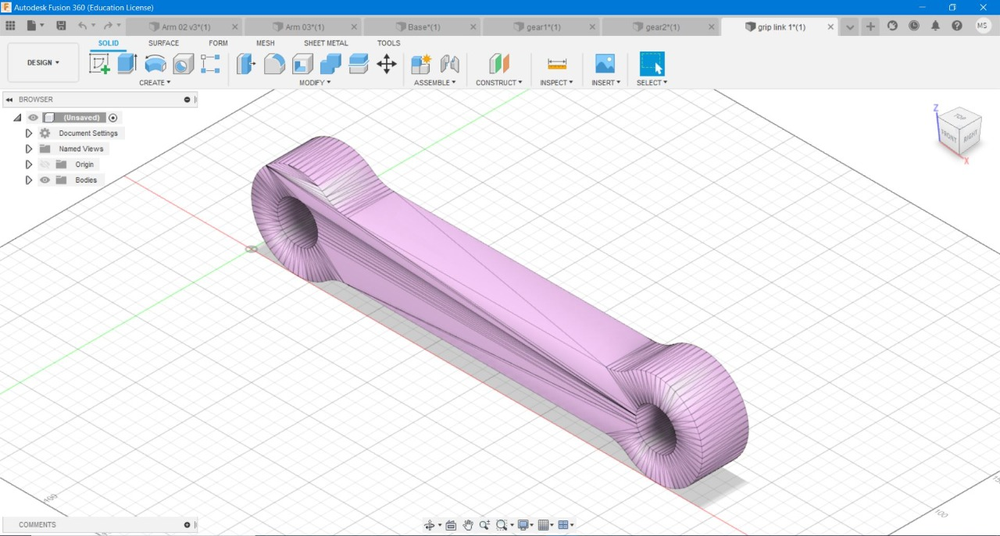 Autodesk Fusion 360 (Education License)
Arm 02 v3*(1)
Arm 03*(1)
Base*(1)
gear1*(1)
gear2*(1)
grip link 1*(1)
MS
SOLID SURFACE FORM MESH SHEET METAL TOOLS
DESIGN
CREATE MODIFY ASSEMBLE CONSTRUCT INSPECT INSERT SELECT
BROWSER
(Unsaved)
Document Settings
Named Views
Origin
Bodies
Z
TOP
FRONT RIGHT
X
100
100
COMMENTS